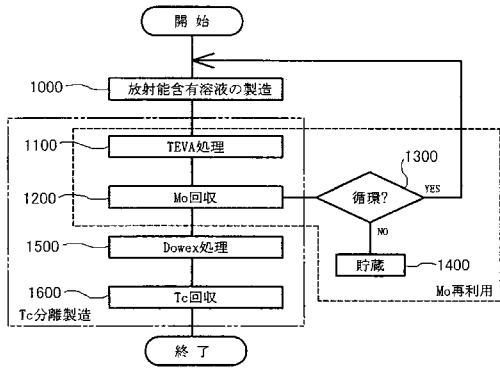 開 始
1000
放射能含有溶液の製造
1100
TEVA処理
1300
1200
Mo回収
循環?
YES
NO
1500
Dowex処理
貯蔵
1400
1600
Tc回収
Mo再利用
Tc分離製造
終 了